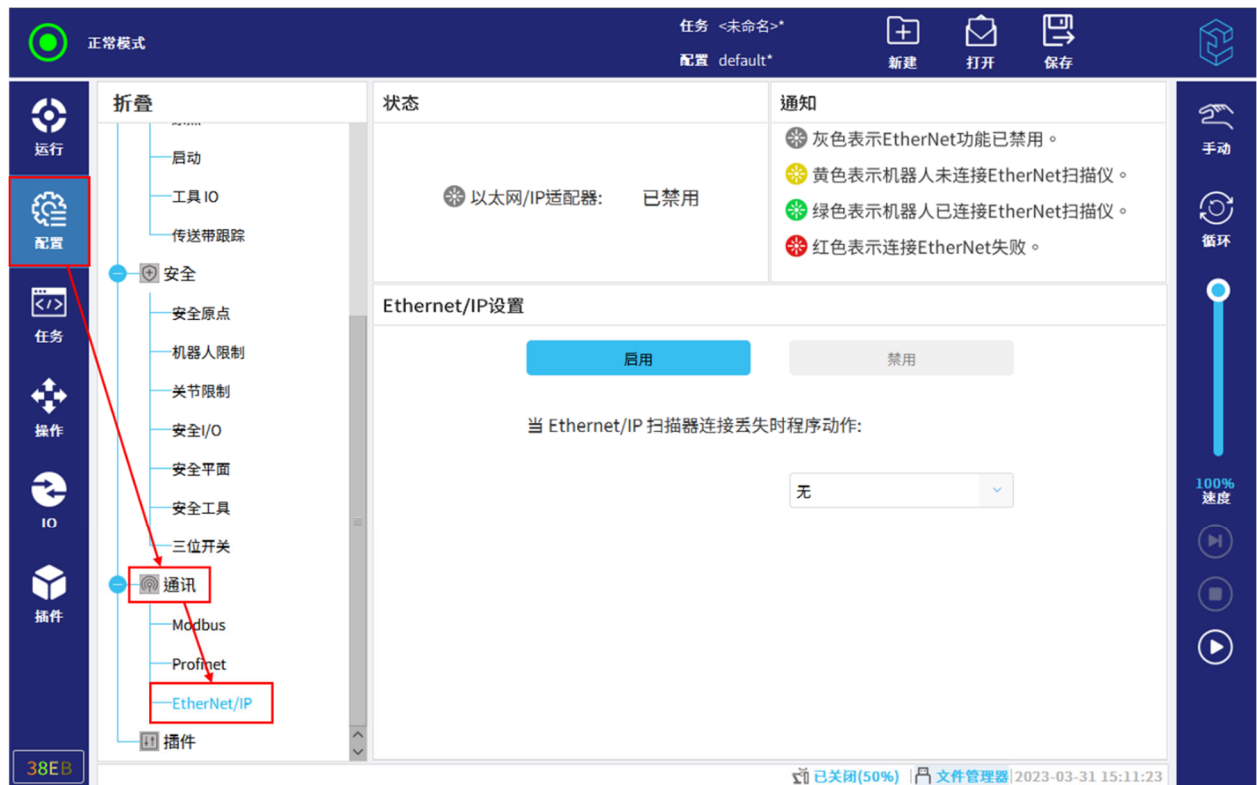 正常模式
任务 <未命名>*
配置 default*
新建
打开
保存
运行
配置
任务
操作
IO
插件
38EB
折叠
启动
工具 IO
传送带跟踪
安全
安全原点
机器人限制
关节限制
安全I/O
安全平面
安全工具
三位开关
通讯
Modbus
Profinet
EtherNet/IP
插件
状态
以太网/IP适配器: 已禁用
通知
灰色表示EtherNet功能已禁用。
黄色表示机器人未连接EtherNet扫描仪。
绿色表示机器人已连接EtherNet扫描仪。
红色表示连接EtherNet失败。
Ethernet/IP设置
启用
禁用
当 Ethernet/IP 扫描器连接丢失时程序动作:
无
手动
循环
100%
速度
已关闭(50%)
文件管理器
2023-03-31 15:11:23